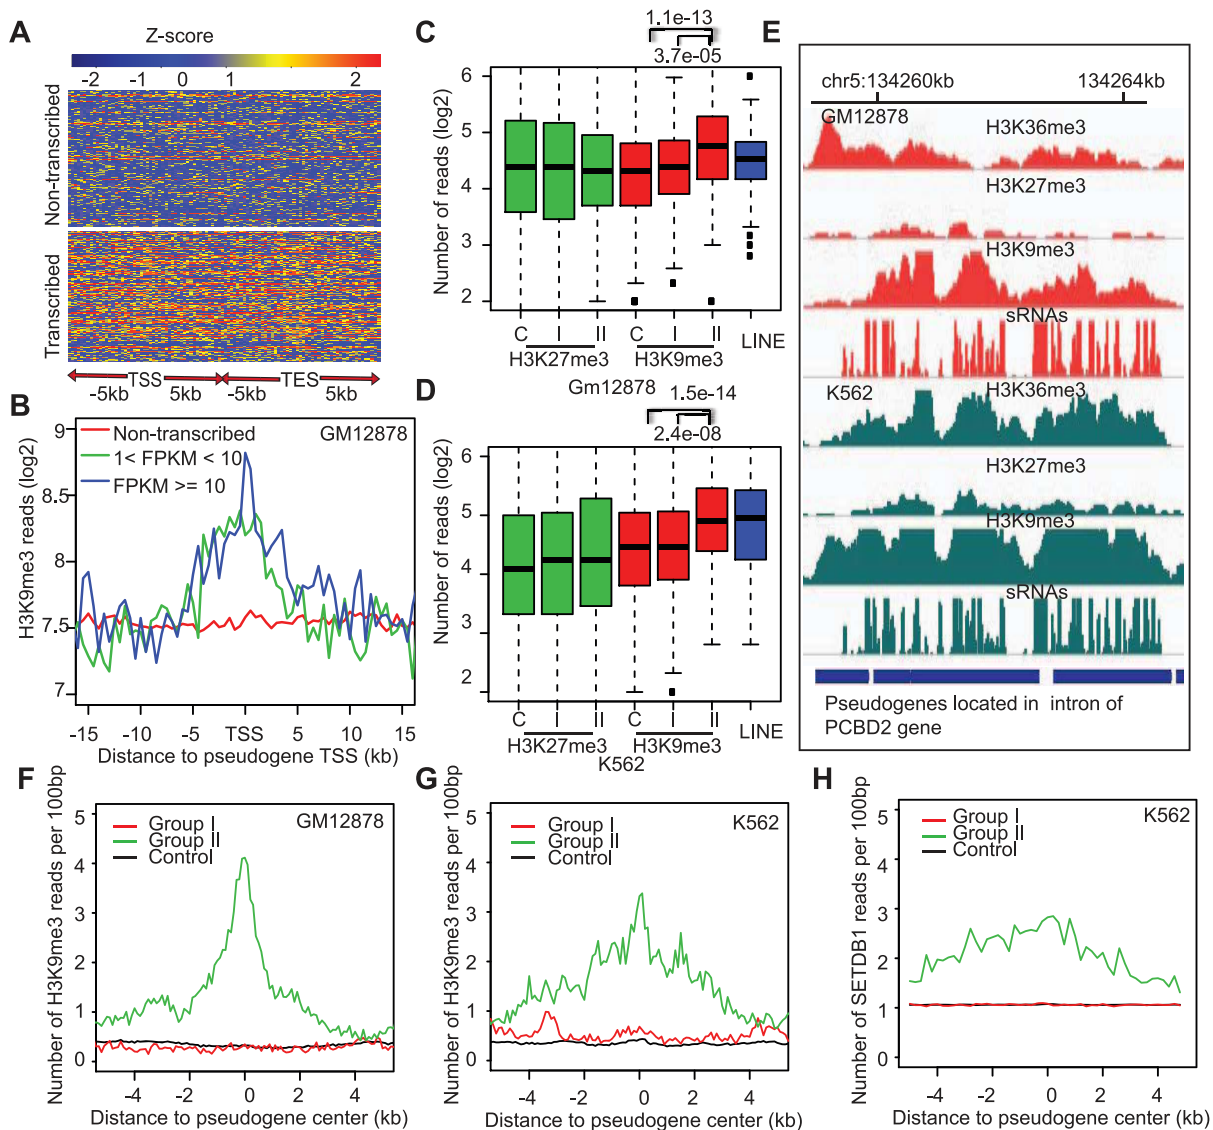 A
Z-score
-2 -1 0 1 2
Non-transcribed
Transcribed
TSS TES
-5kb 5kb -5kb 5kb
B
H3K9me3 reads (log2)
9
8.5
8
7.5
7
Non-transcribed
1< FPKM < 10
FPKM >= 10
GM12878
-15 -10 -5 TSS 5 10 15
Distance to pseudogene TSS (kb)
C
1.1e-13
3.7e-05
Number of reads (log2)
6
5
4
3
2
C I II C I II
H3K27me3 H3K9me3 LINE
Gm12878
D
1.5e-14
2.4e-08
Number of reads (log2)
6
5
4
3
2
C I II C I II
H3K27me3 H3K9me3 LINE
K562
E
chr5:134260kb 134264kb
GM12878
H3K36me3
H3K27me3
H3K9me3
sRNAs
K562
H3K36me3
H3K27me3
H3K9me3
sRNAs
Pseudogenes located in intron of
PCBD2 gene
F
Number of H3K9me3 reads per 100bp
5
4
3
2
1
0
Group I
Group II
Control
GM12878
-4 -2 0 2 4
Distance to pseudogene center (kb)
G
Number of H3K9me3 reads per 100bp
5
4
3
2
1
0
Group I
Group II
Control
K562
-4 -2 0 2 4
Distance to pseudogene center (kb)
H
Number of SETDB1 reads per 100bp
5
4
3
2
1
0
Group I
Group II
Control
K562
-4 -2 0 2 4
Distance to pseudogene center (kb)